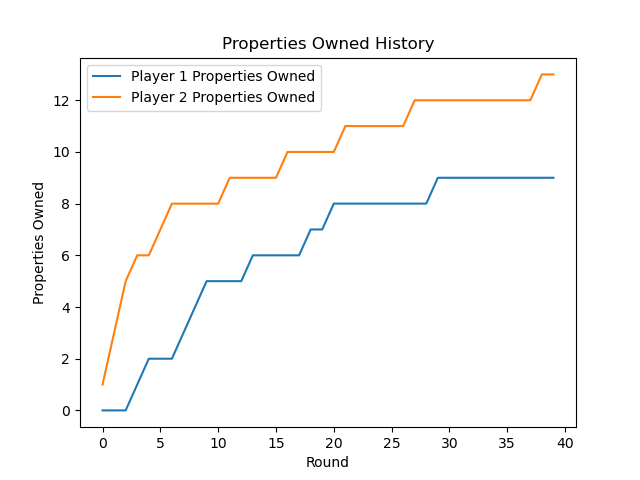 Properties Owned History
Player 1 Properties Owned
Player 2 Properties Owned
Properties Owned
12
10
8
6
4
2
0
0 5 10 15 20 25 30 35 40
Round